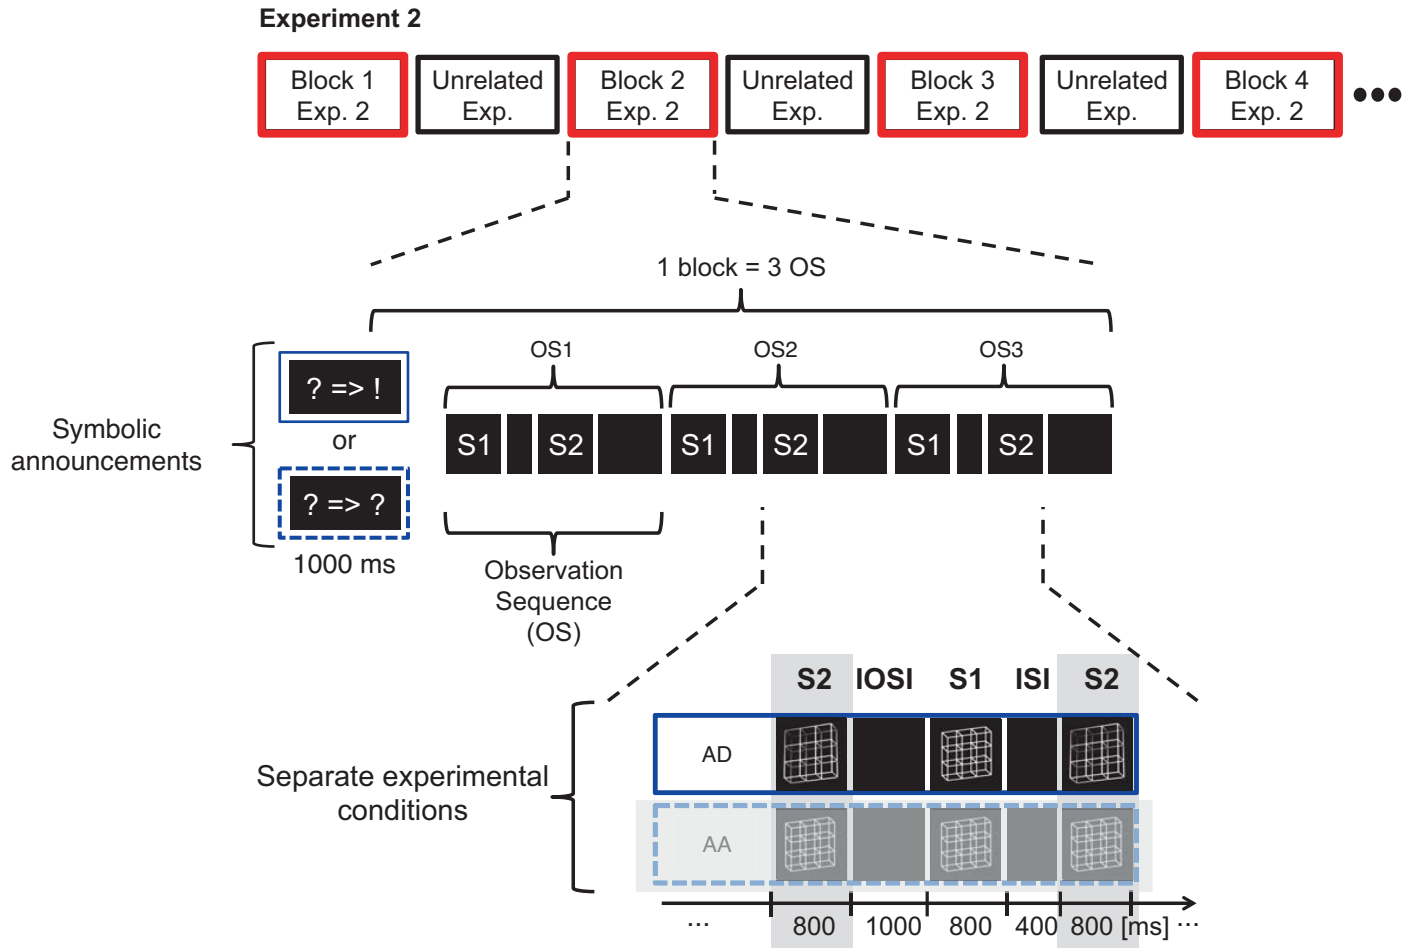 Experiment 2
Block 1
Exp. 2
Unrelated
Exp.
Block 2
Exp. 2
Unrelated
Exp.
Block 3
Exp. 2
Unrelated
Exp.
Block 4
Exp. 2
●●●
1 block = 3 OS
OS1
OS2
OS3
Symbolic
announcements
? => !
or
? => ?
1000 ms
S1
S2
S1
S2
S1
S2
Observation
Sequence
(OS)
S2 IOSI S1 ISI S2
Separate experimental
conditions
AD
AA
... 800 1000 800 400 800 [ms] ...